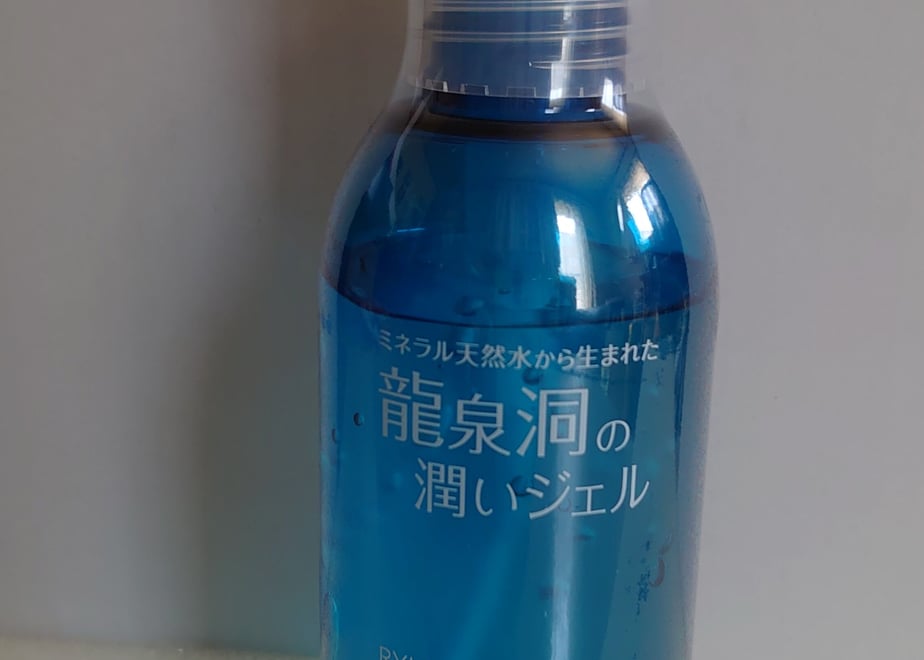 ミネラル天然水から生まれた
龍泉洞の
潤いジェル